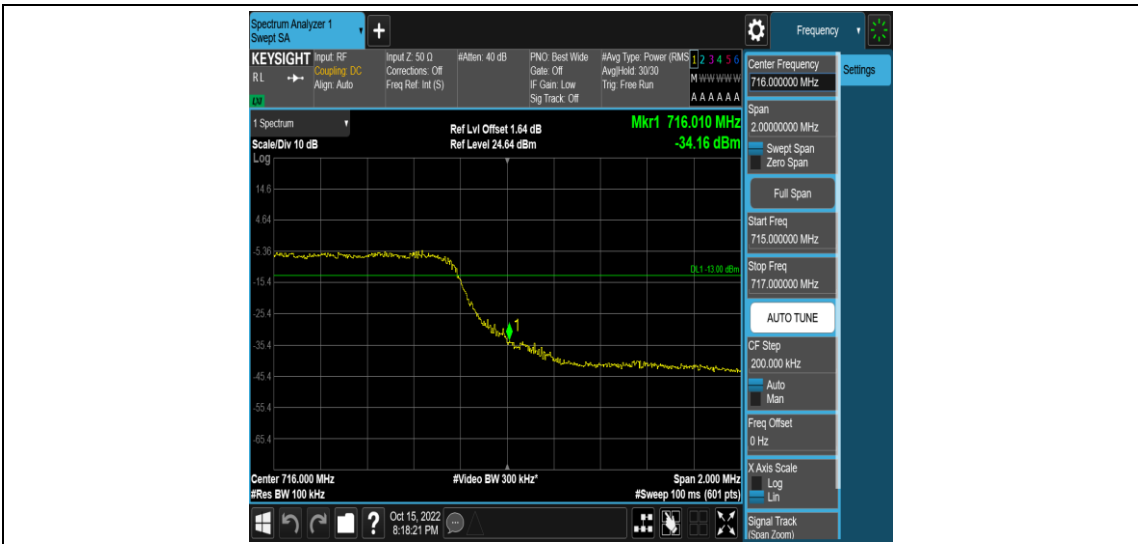 Spectrum Analyzer 1
Swept SA
+
Frequency
KEYSIGHT
Input: RF
Coupling: DC
Align: Auto
Input Z: 50 Ω
Corrections: Off
Freq Ref: Int (S)
#Atten: 40 dB
PNO: Best Wide
Gate: Off
IF Gain: Low
Sig Track: Off
#Avg Type: Power (RMS
Avg|Hold: 30/30
Trig: Free Run
1 2 3 4 5 6
M W W W W W
A A A A A A
R L
LXI
Center Frequency
716.000000 MHz
Settings
Span
2.00000000 MHz
Swept Span
Zero Span
Full Span
Start Freq
715.000000 MHz
Stop Freq
717.000000 MHz
AUTO TUNE
CF Step
200.000 kHz
Auto
Man
Freq Offset
0 Hz
X Axis Scale
Log
Lin
Signal Track
(Span Zoom)
1 Spectrum
Scale/Div 10 dB
Log
Ref Lvl Offset 1.64 dB
Ref Level 24.64 dBm
Mkr1 716.010 MHz
-34.16 dBm
14.6
4.64
-5.36
DL1 -13.00 dBm
-15.4
-25.4
1
-35.4
-45.4
-55.4
-65.4
Center 716.000 MHz
#Res BW 100 kHz
#Video BW 300 kHz*
Span 2.000 MHz
#Sweep 100 ms (601 pts)
?
Oct 15, 2022
8:18:21 PM